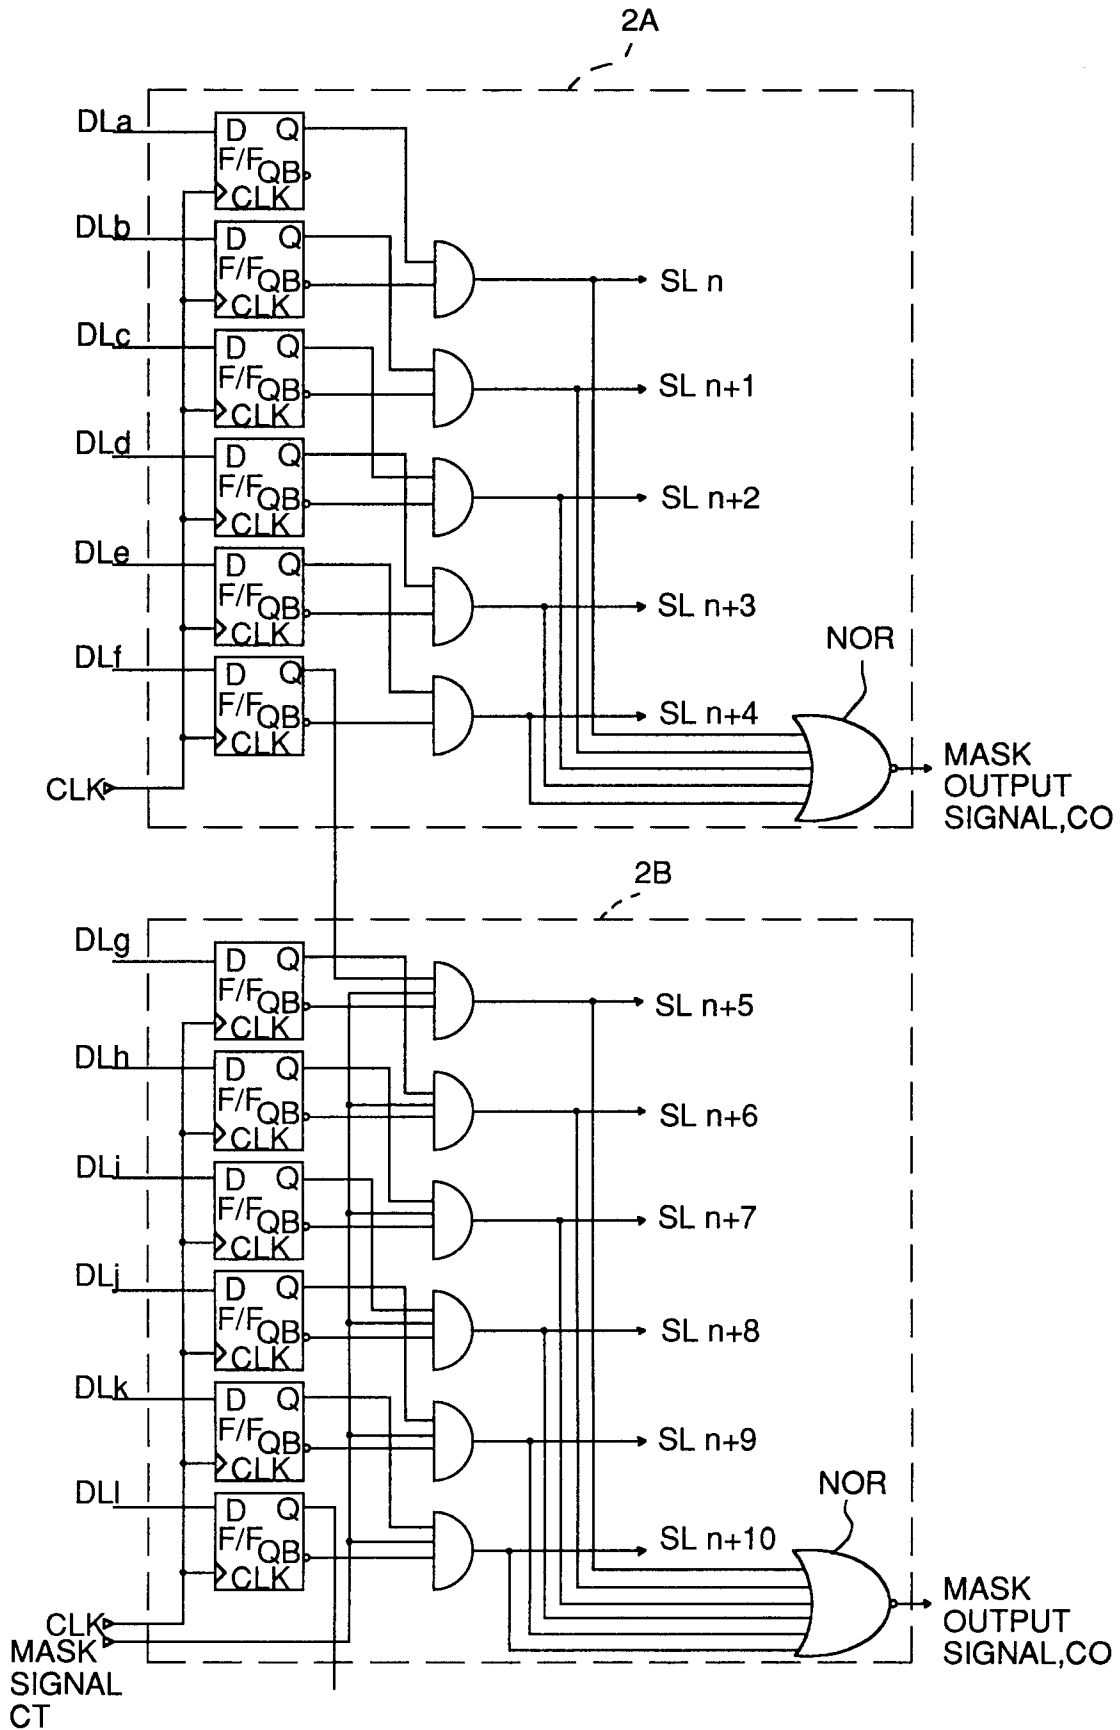 2A
DLa
D Q
F/F QB
CLK
DLb
D Q
F/F QB
CLK
SL n
DLc
D Q
F/F QB
CLK
SL n+1
DLd
D Q
F/F QB
CLK
SL n+2
DLe
D Q
F/F QB
CLK
SL n+3
DLf
D Q
F/F QB
CLK
SL n+4
NOR
CLK
MASK
OUTPUT
SIGNAL,CO
2B
DLg
D Q
F/F QB
CLK
SL n+5
DLh
D Q
F/F QB
CLK
SL n+6
DLi
D Q
F/F QB
CLK
SL n+7
DLj
D Q
F/F QB
CLK
SL n+8
DLk
D Q
F/F QB
CLK
SL n+9
DLl
D Q
F/F QB
CLK
SL n+10
NOR
CLK
MASK
SIGNAL
CT
MASK
OUTPUT
SIGNAL,CO